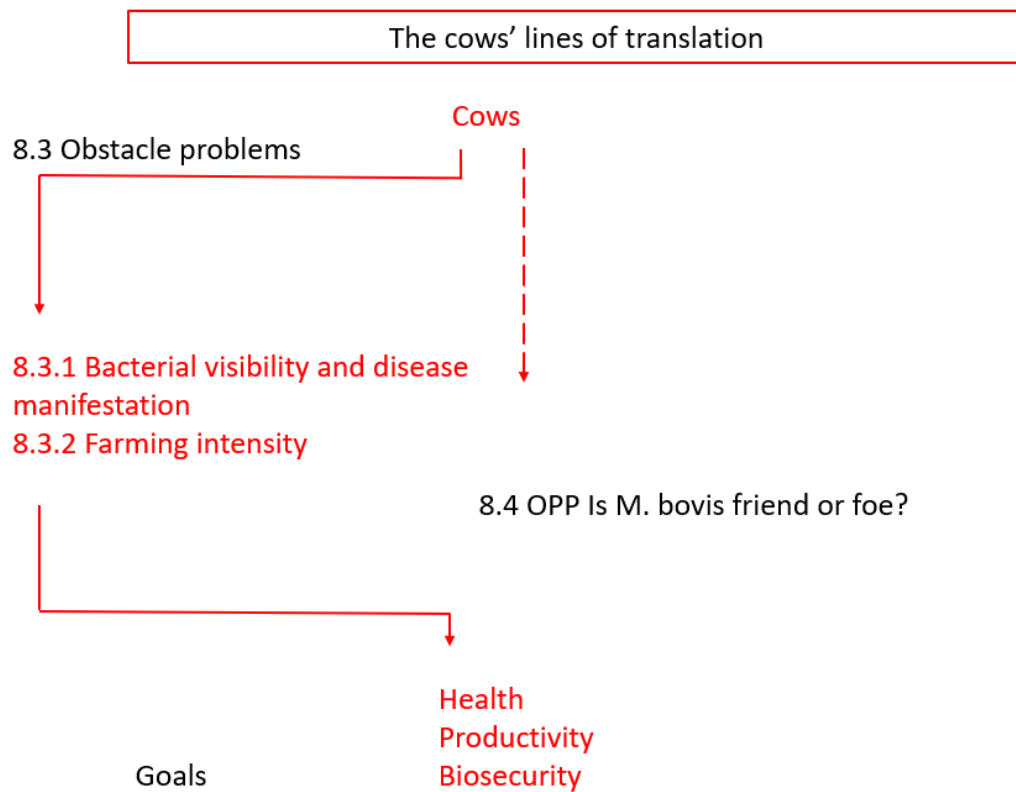 The cows’ lines of translation
Cows
8.3 Obstacle problems
8.3.1 Bacterial visibility and disease
manifestation
8.3.2 Farming intensity
8.4 OPP Is M. bovis friend or foe?
Health
Productivity
Goals
Biosecurity